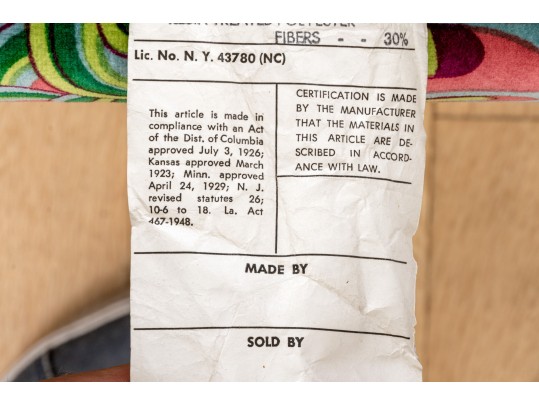 RESIN TREATED POLYESTER
FIBERS - - 30%
Lic. No. N. Y. 43780 (NC)
This article is made in
compliance with an Act
of the Dist. of Columbia
approved July 3, 1926;
Kansas approved March
1923; Minn. approved
April 24, 1929; N. J.
revised statutes 26;
10-6 to 18. La. Act
467-1948.
CERTIFICATION IS MADE
BY THE MANUFACTURER
THAT THE MATERIALS IN
THIS ARTICLE ARE DE-
SCRIBED IN ACCORD-
ANCE WITH LAW.
MADE BY
SOLD BY